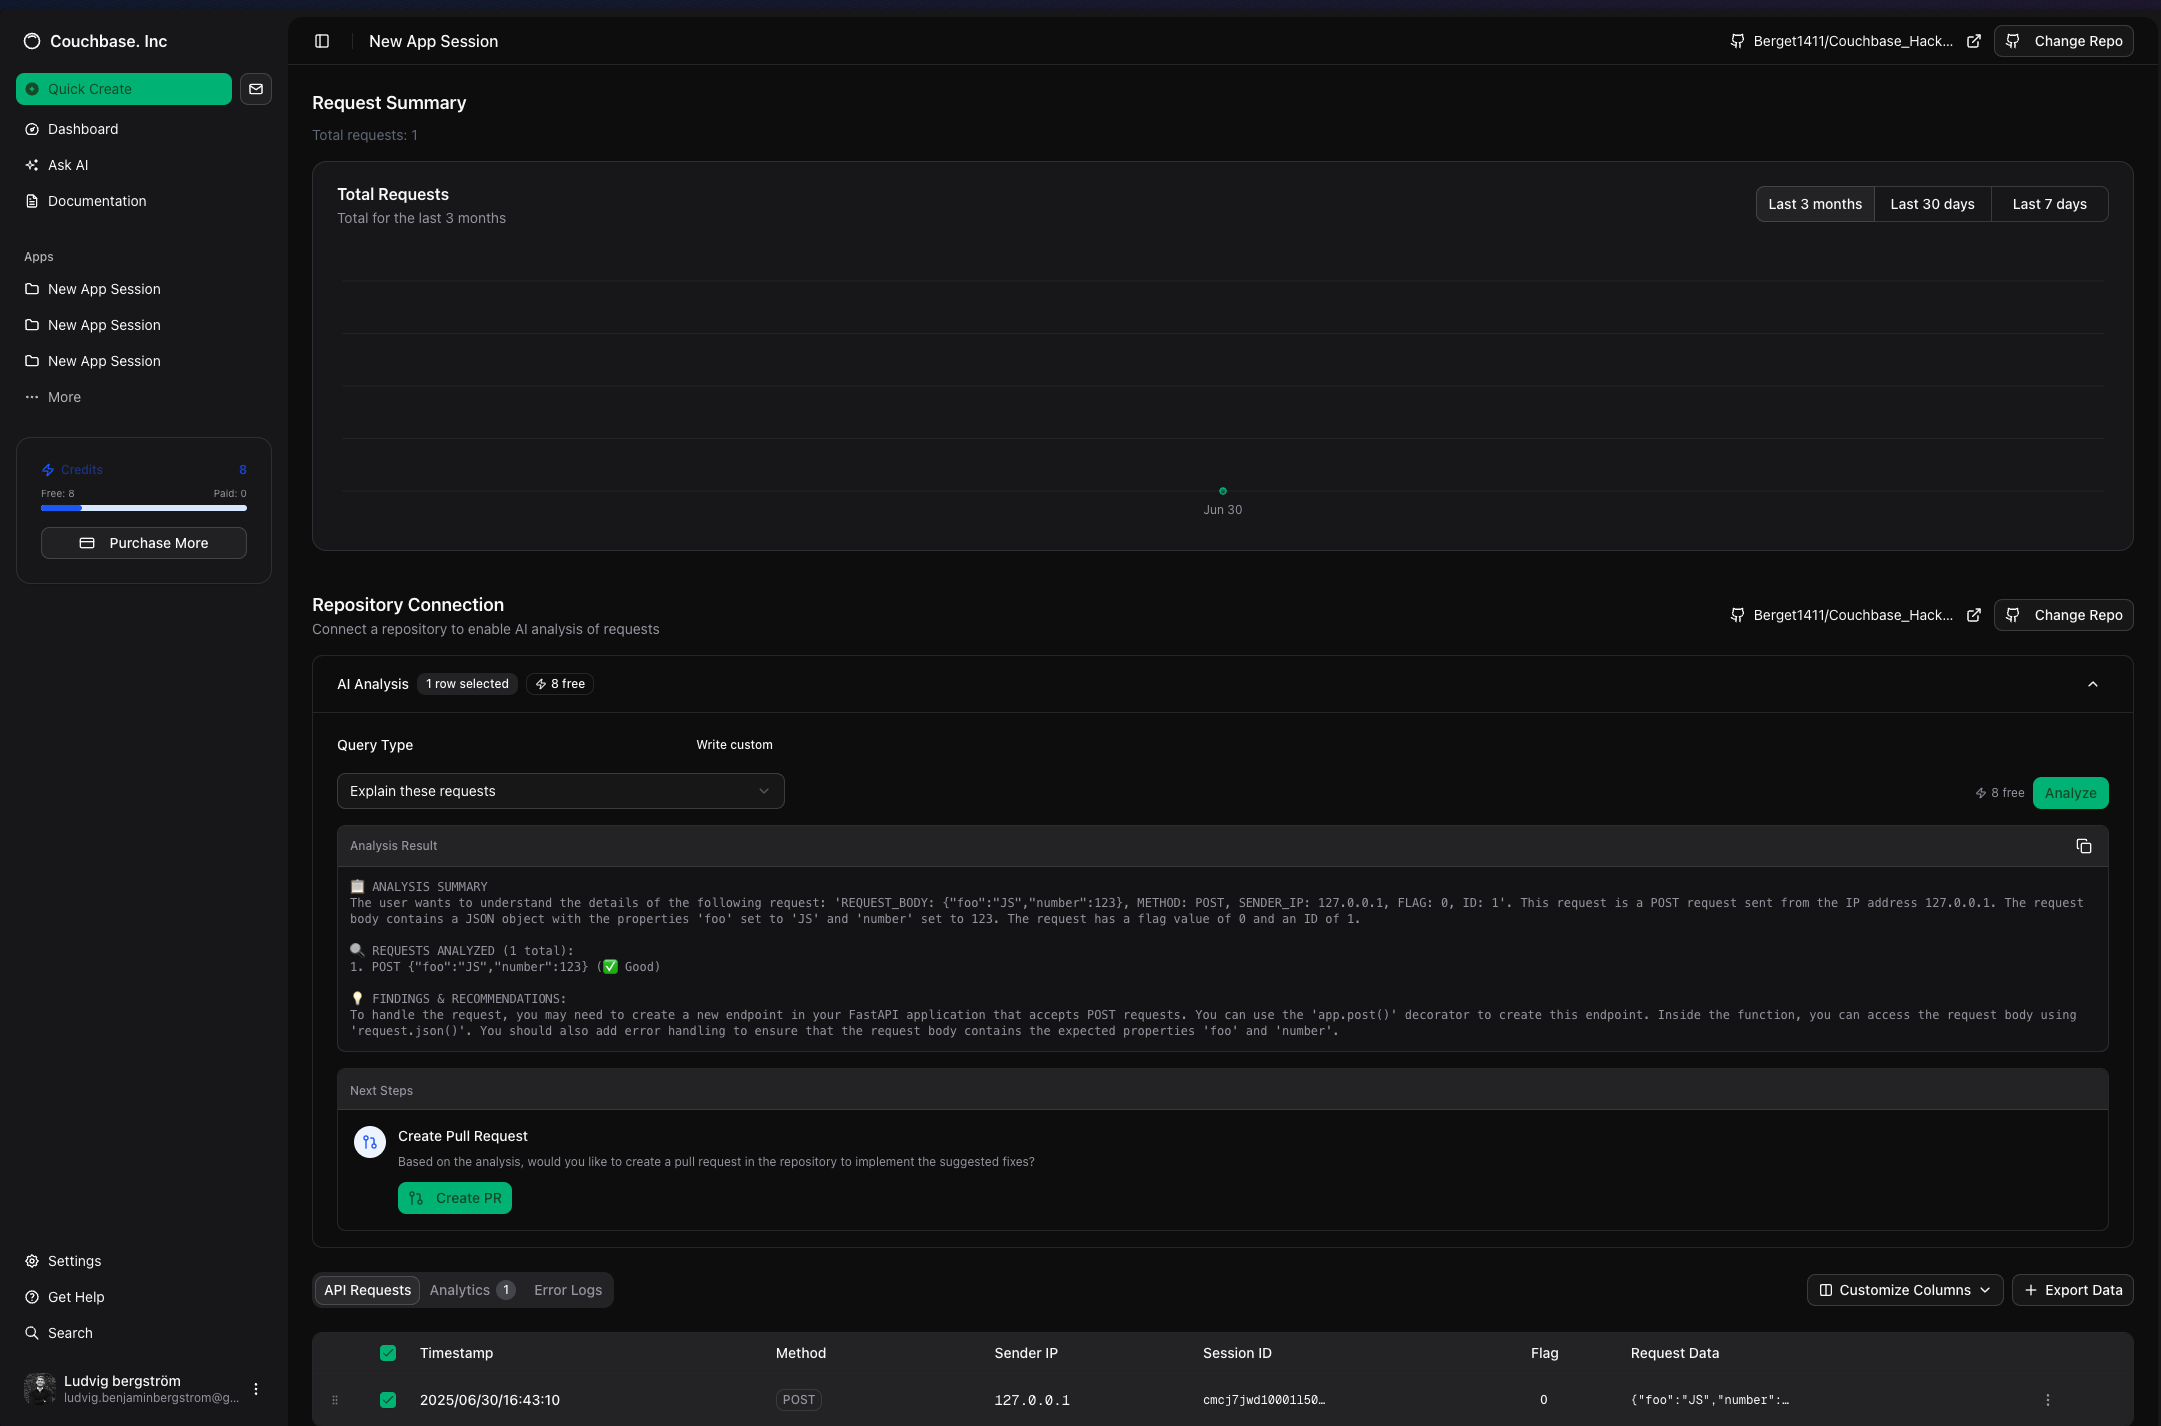 Couchbase. Inc
Quick Create
Dashboard
Ask AI
Documentation
Apps
New App Session
New App Session
New App Session
More
Credits 8
Free: 8 Paid: 0
Purchase More
Settings
Get Help
Search
Ludvig bergström
ludvig.benjaminbergstrom@g...
New App Session
Berget1411/Couchbase_Hack...
Change Repo
Request Summary
Total requests: 1
Total Requests
Total for the last 3 months
Last 3 months Last 30 days Last 7 days
Jun 30
Repository Connection
Connect a repository to enable AI analysis of requests
Berget1411/Couchbase_Hack...
Change Repo
AI Analysis 1 row selected 8 free
Query Type Write custom
Explain these requests
8 free Analyze
Analysis Result
ANALYSIS SUMMARY
The user wants to understand the details of the following request: 'REQUEST_BODY: {"foo":"JS","number":123}, METHOD: POST, SENDER_IP: 127.0.0.1, FLAG: 0, ID: 1'. This request is a POST request sent from the IP address 127.0.0.1. The request
body contains a JSON object with the properties 'foo' set to 'JS' and 'number' set to 123. The request has a flag value of 0 and an ID of 1.
REQUESTS ANALYZED (1 total):
1. POST {"foo":"JS","number":123} (✅ Good)
FINDINGS & RECOMMENDATIONS:
To handle the request, you may need to create a new endpoint in your FastAPI application that accepts POST requests. You can use the 'app.post()' decorator to create this endpoint. Inside the function, you can access the request body using
'request.json()'. You should also add error handling to ensure that the request body contains the expected properties 'foo' and 'number'.
Next Steps
Create Pull Request
Based on the analysis, would you like to create a pull request in the repository to implement the suggested fixes?
Create PR
API Requests Analytics 1 Error Logs
Customize Columns Export Data
Timestamp Method Sender IP Session ID Flag Request Data
2025/06/30/16:43:10 POST 127.0.0.1 cmcj7jwd10001l50… 0 {"foo":"JS","number":…